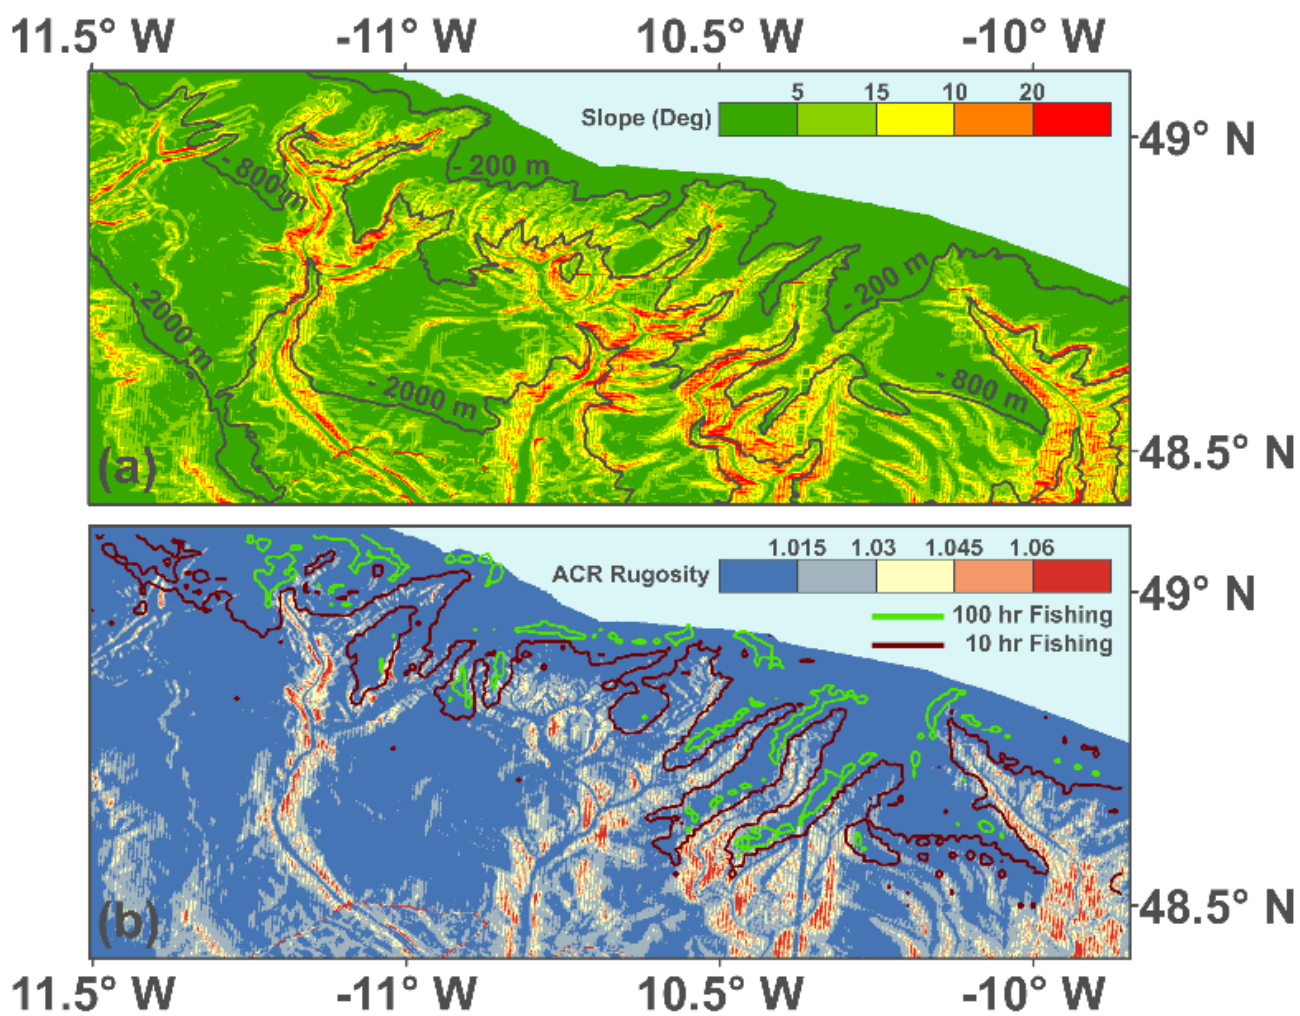 11.5° W -11° W 10.5° W -10° W
5 15 10 20
Slope (Deg)
49° N
- 200 m
- 800 m
- 200 m
- 2000 m
- 2000 m
- 800 m
48.5° N
(a)
1.015 1.03 1.045 1.06
ACR Rugosity
49° N
100 hr Fishing
10 hr Fishing
48.5° N
(b)
11.5° W -11° W 10.5° W -10° W